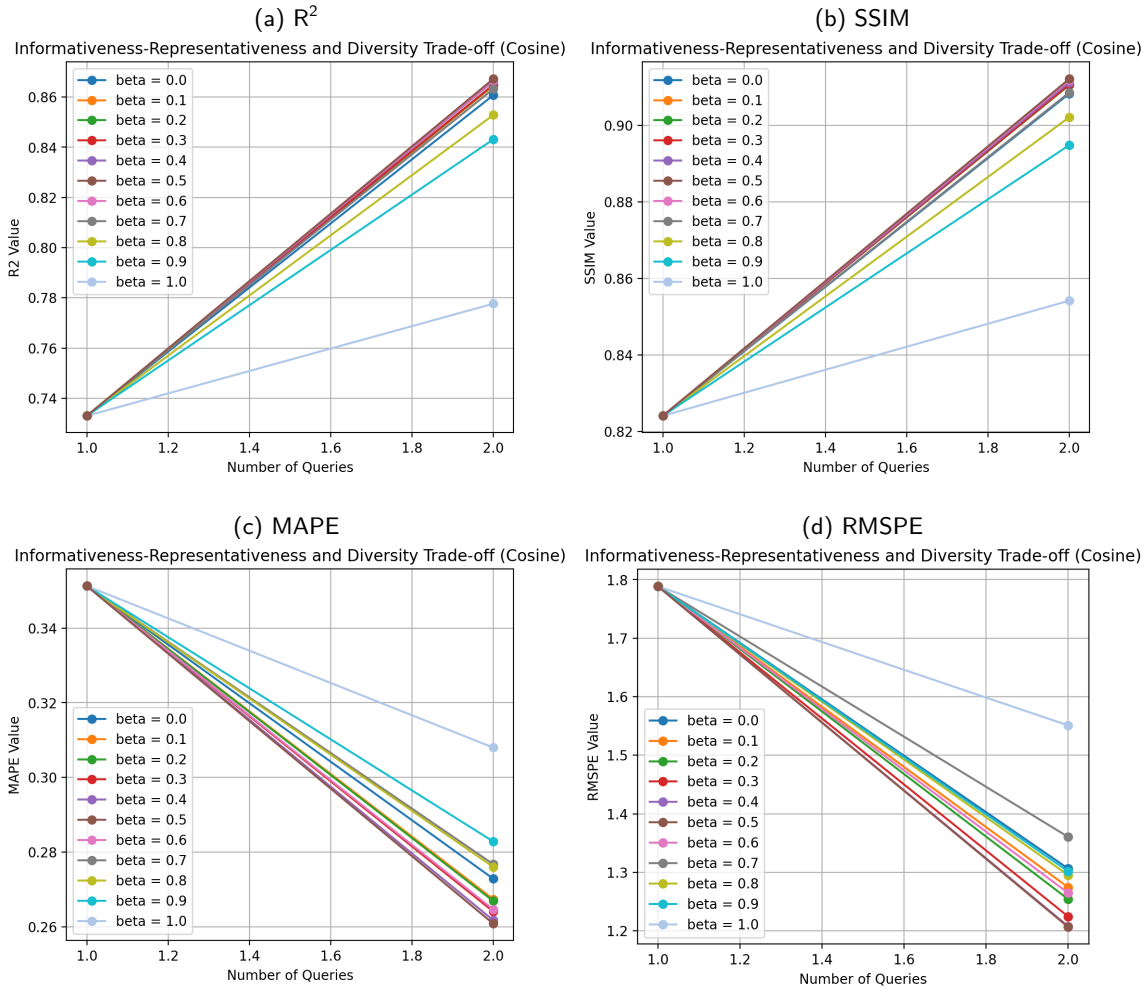 (a) R²
Informativeness-Representativeness and Diversity Trade-off (Cosine)
beta = 0.0
beta = 0.1
beta = 0.2
beta = 0.3
beta = 0.4
beta = 0.5
beta = 0.6
beta = 0.7
beta = 0.8
beta = 0.9
beta = 1.0
0.86
0.84
0.82
0.80
0.78
0.76
0.74
R2 Value
1.0 1.2 1.4 1.6 1.8 2.0
Number of Queries
(b) SSIM
Informativeness-Representativeness and Diversity Trade-off (Cosine)
beta = 0.0
beta = 0.1
beta = 0.2
beta = 0.3
beta = 0.4
beta = 0.5
beta = 0.6
beta = 0.7
beta = 0.8
beta = 0.9
beta = 1.0
0.90
0.88
0.86
0.84
0.82
SSIM Value
1.0 1.2 1.4 1.6 1.8 2.0
Number of Queries
(c) MAPE
Informativeness-Representativeness and Diversity Trade-off (Cosine)
0.34
0.32
0.30
0.28
0.26
MAPE Value
beta = 0.0
beta = 0.1
beta = 0.2
beta = 0.3
beta = 0.4
beta = 0.5
beta = 0.6
beta = 0.7
beta = 0.8
beta = 0.9
beta = 1.0
1.0 1.2 1.4 1.6 1.8 2.0
Number of Queries
(d) RMSPE
Informativeness-Representativeness and Diversity Trade-off (Cosine)
1.8
1.7
1.6
1.5
1.4
1.3
1.2
RMSPE Value
beta = 0.0
beta = 0.1
beta = 0.2
beta = 0.3
beta = 0.4
beta = 0.5
beta = 0.6
beta = 0.7
beta = 0.8
beta = 0.9
beta = 1.0
1.0 1.2 1.4 1.6 1.8 2.0
Number of Queries